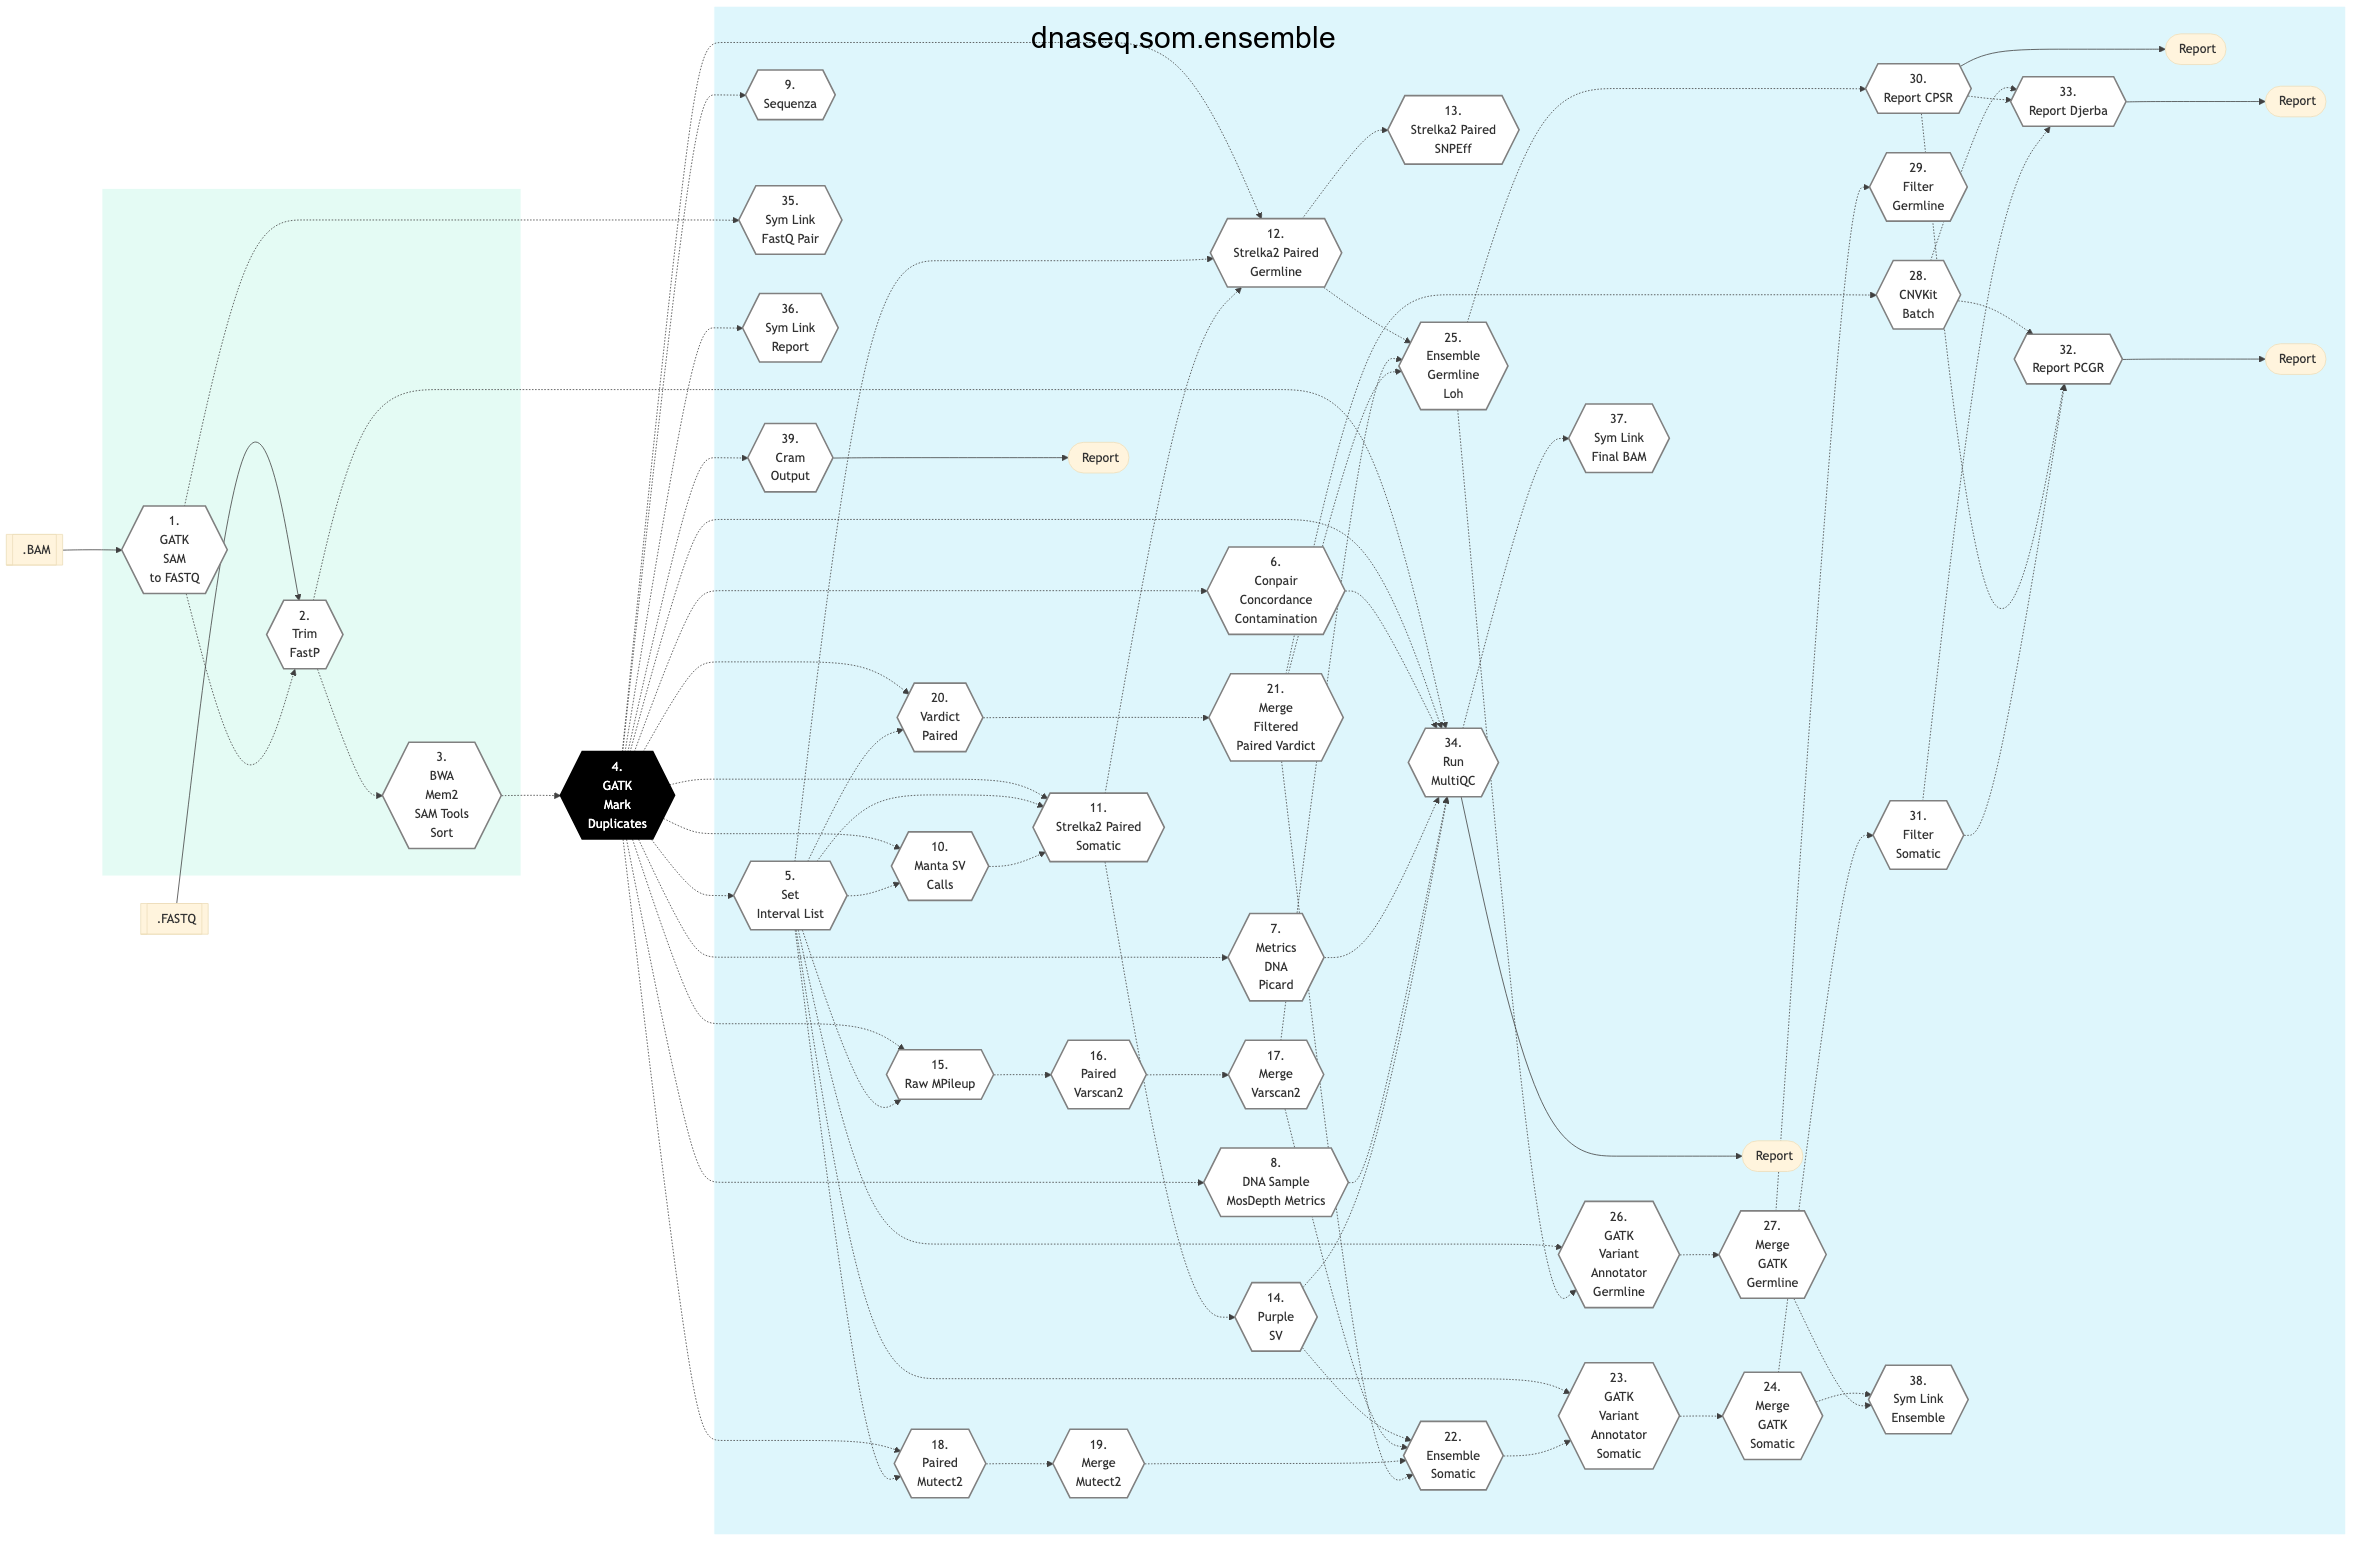 dnaseq.som.ensemble
.BAM
.FASTQ
1.
GATK
SAM
to FASTQ
2.
Trim
FastP
3.
BWA
Mem2
SAM Tools
Sort
4.
GATK
Mark
Duplicates
9.
Sequenza
35.
Sym Link
FastQ Pair
36.
Sym Link
Report
39.
Cram
Output
Report
5.
Set
Interval List
20.
Vardict
Paired
10.
Manta SV
Calls
11.
Strelka2 Paired
Somatic
15.
Raw MPileup
16.
Paired
Varscan2
18.
Paired
Mutect2
19.
Merge
Mutect2
12.
Strelka2 Paired
Germline
6.
Conpair
Concordance
Contamination
21.
Merge
Filtered
Paired Vardict
7.
Metrics
DNA
Picard
17.
Merge
Varscan2
8.
DNA Sample
MosDepth Metrics
14.
Purple
SV
13.
Strelka2 Paired
SNPEff
25.
Ensemble
Germline
Loh
34.
Run
MultiQC
22.
Ensemble
Somatic
37.
Sym Link
Final BAM
26.
GATK
Variant
Annotator
Germline
23.
GATK
Variant
Annotator
Somatic
Report
27.
Merge
GATK
Germline
24.
Merge
GATK
Somatic
30.
Report CPSR
29.
Filter
Germline
28.
CNVKit
Batch
31.
Filter
Somatic
38.
Sym Link
Ensemble
33.
Report Djerba
32.
Report PCGR
Report
Report
Report